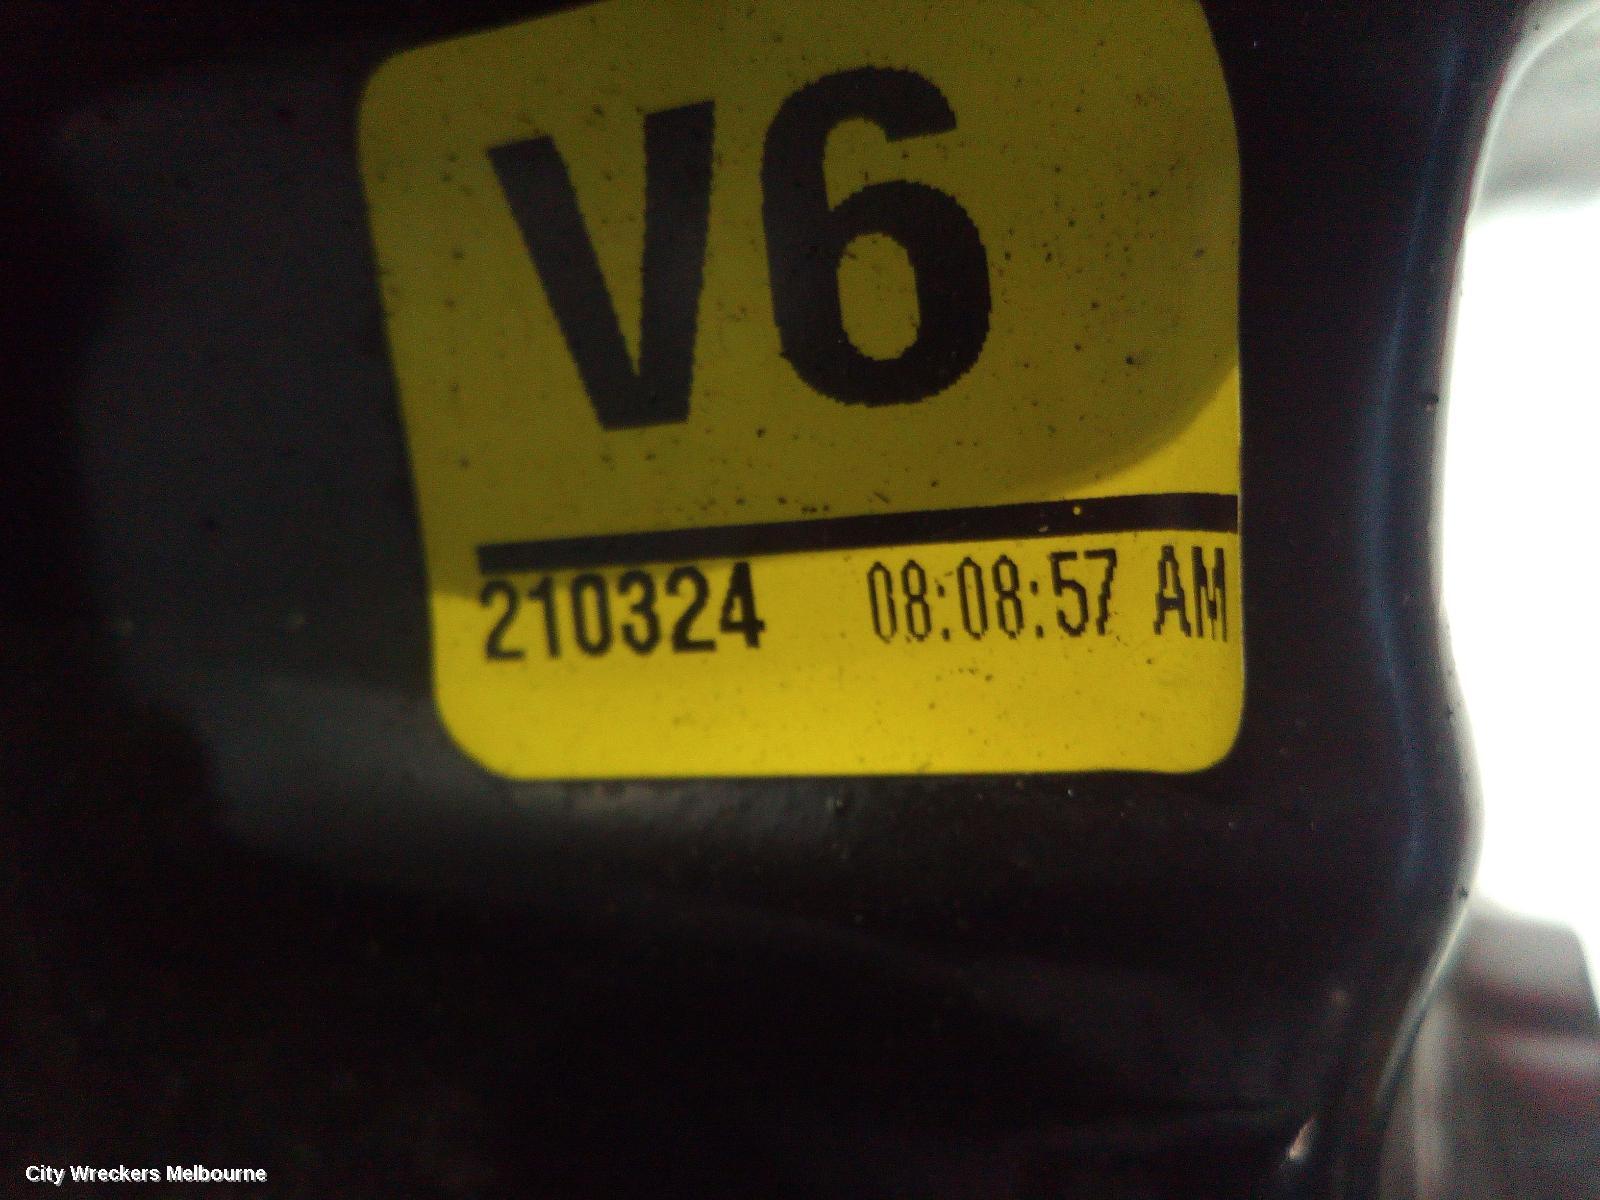 V6
210324 08:08:57 AM
City Wreckers Melbourne